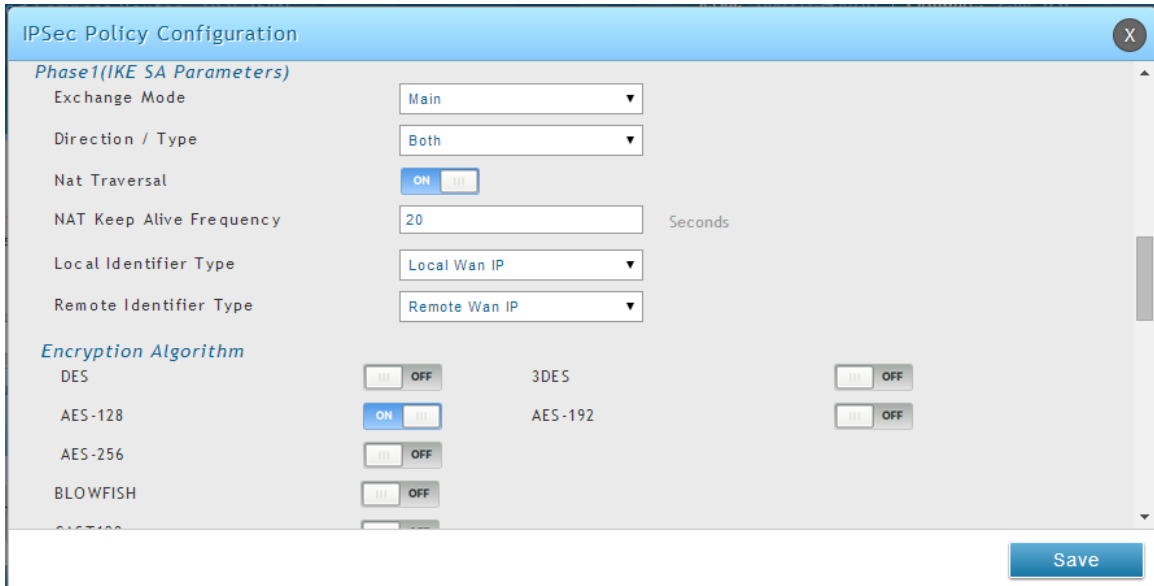 IPSec Policy Configuration
X
Phase1(IKE SA Parameters)
Exchange Mode Main
Direction / Type Both
Nat Traversal ON
NAT Keep Alive Frequency 20 Seconds
Local Identifier Type Local Wan IP
Remote Identifier Type Remote Wan IP
Encryption Algorithm
DES OFF 3DES OFF
AES-128 ON AES-192 OFF
AES-256 OFF
BLOWFISH OFF
Save